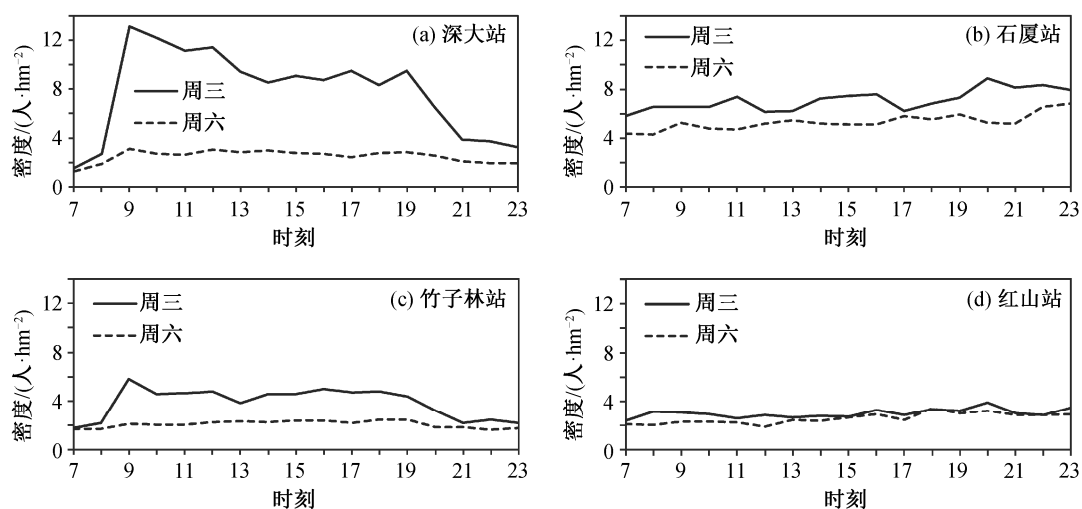 (a) 深大站
12
8
4
0
密度/(人·hm⁻²)
周三
周六
7 9 11 13 15 17 19 21 23
时刻
(b) 石厦站
12
8
4
0
密度/(人·hm⁻²)
周三
周六
7 9 11 13 15 17 19 21 23
时刻
(c) 竹子林站
12
8
4
0
密度/(人·hm⁻²)
周三
周六
7 9 11 13 15 17 19 21 23
时刻
(d) 红山站
12
8
4
0
密度/(人·hm⁻²)
周三
周六
7 9 11 13 15 17 19 21 23
时刻